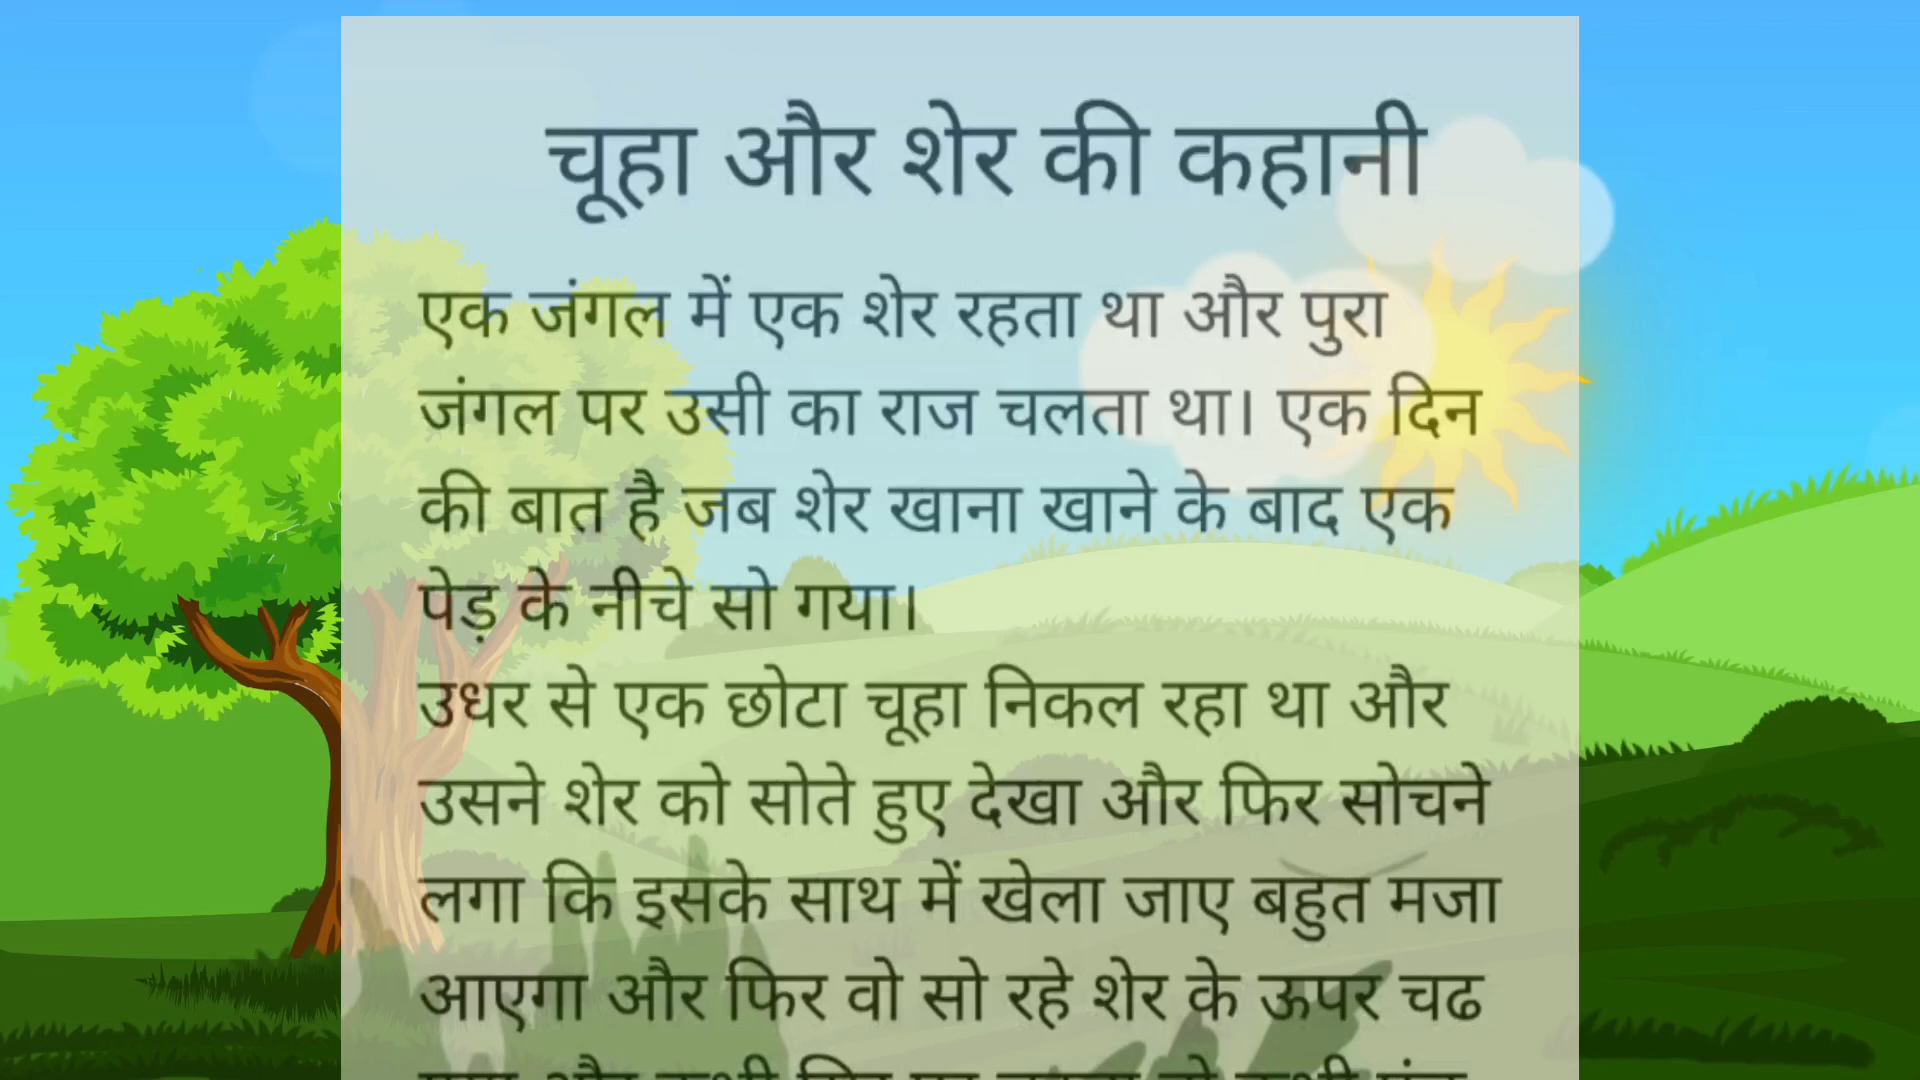 चूहा और शेर की कहानी
एक जंगल में एक शेर रहता था और पुरा
जंगल पर उसी का राज चलता था। एक दिन
की बात है जब शेर खाना खाने के बाद एक
पेड़ के नीचे सो गया।
उधर से एक छोटा चूहा निकल रहा था और
उसने शेर को सोते हुए देखा और फिर सोचने
लगा कि इसके साथ में खेला जाए बहुत मजा
आएगा और फिर वो सो रहे शेर के ऊपर चढ